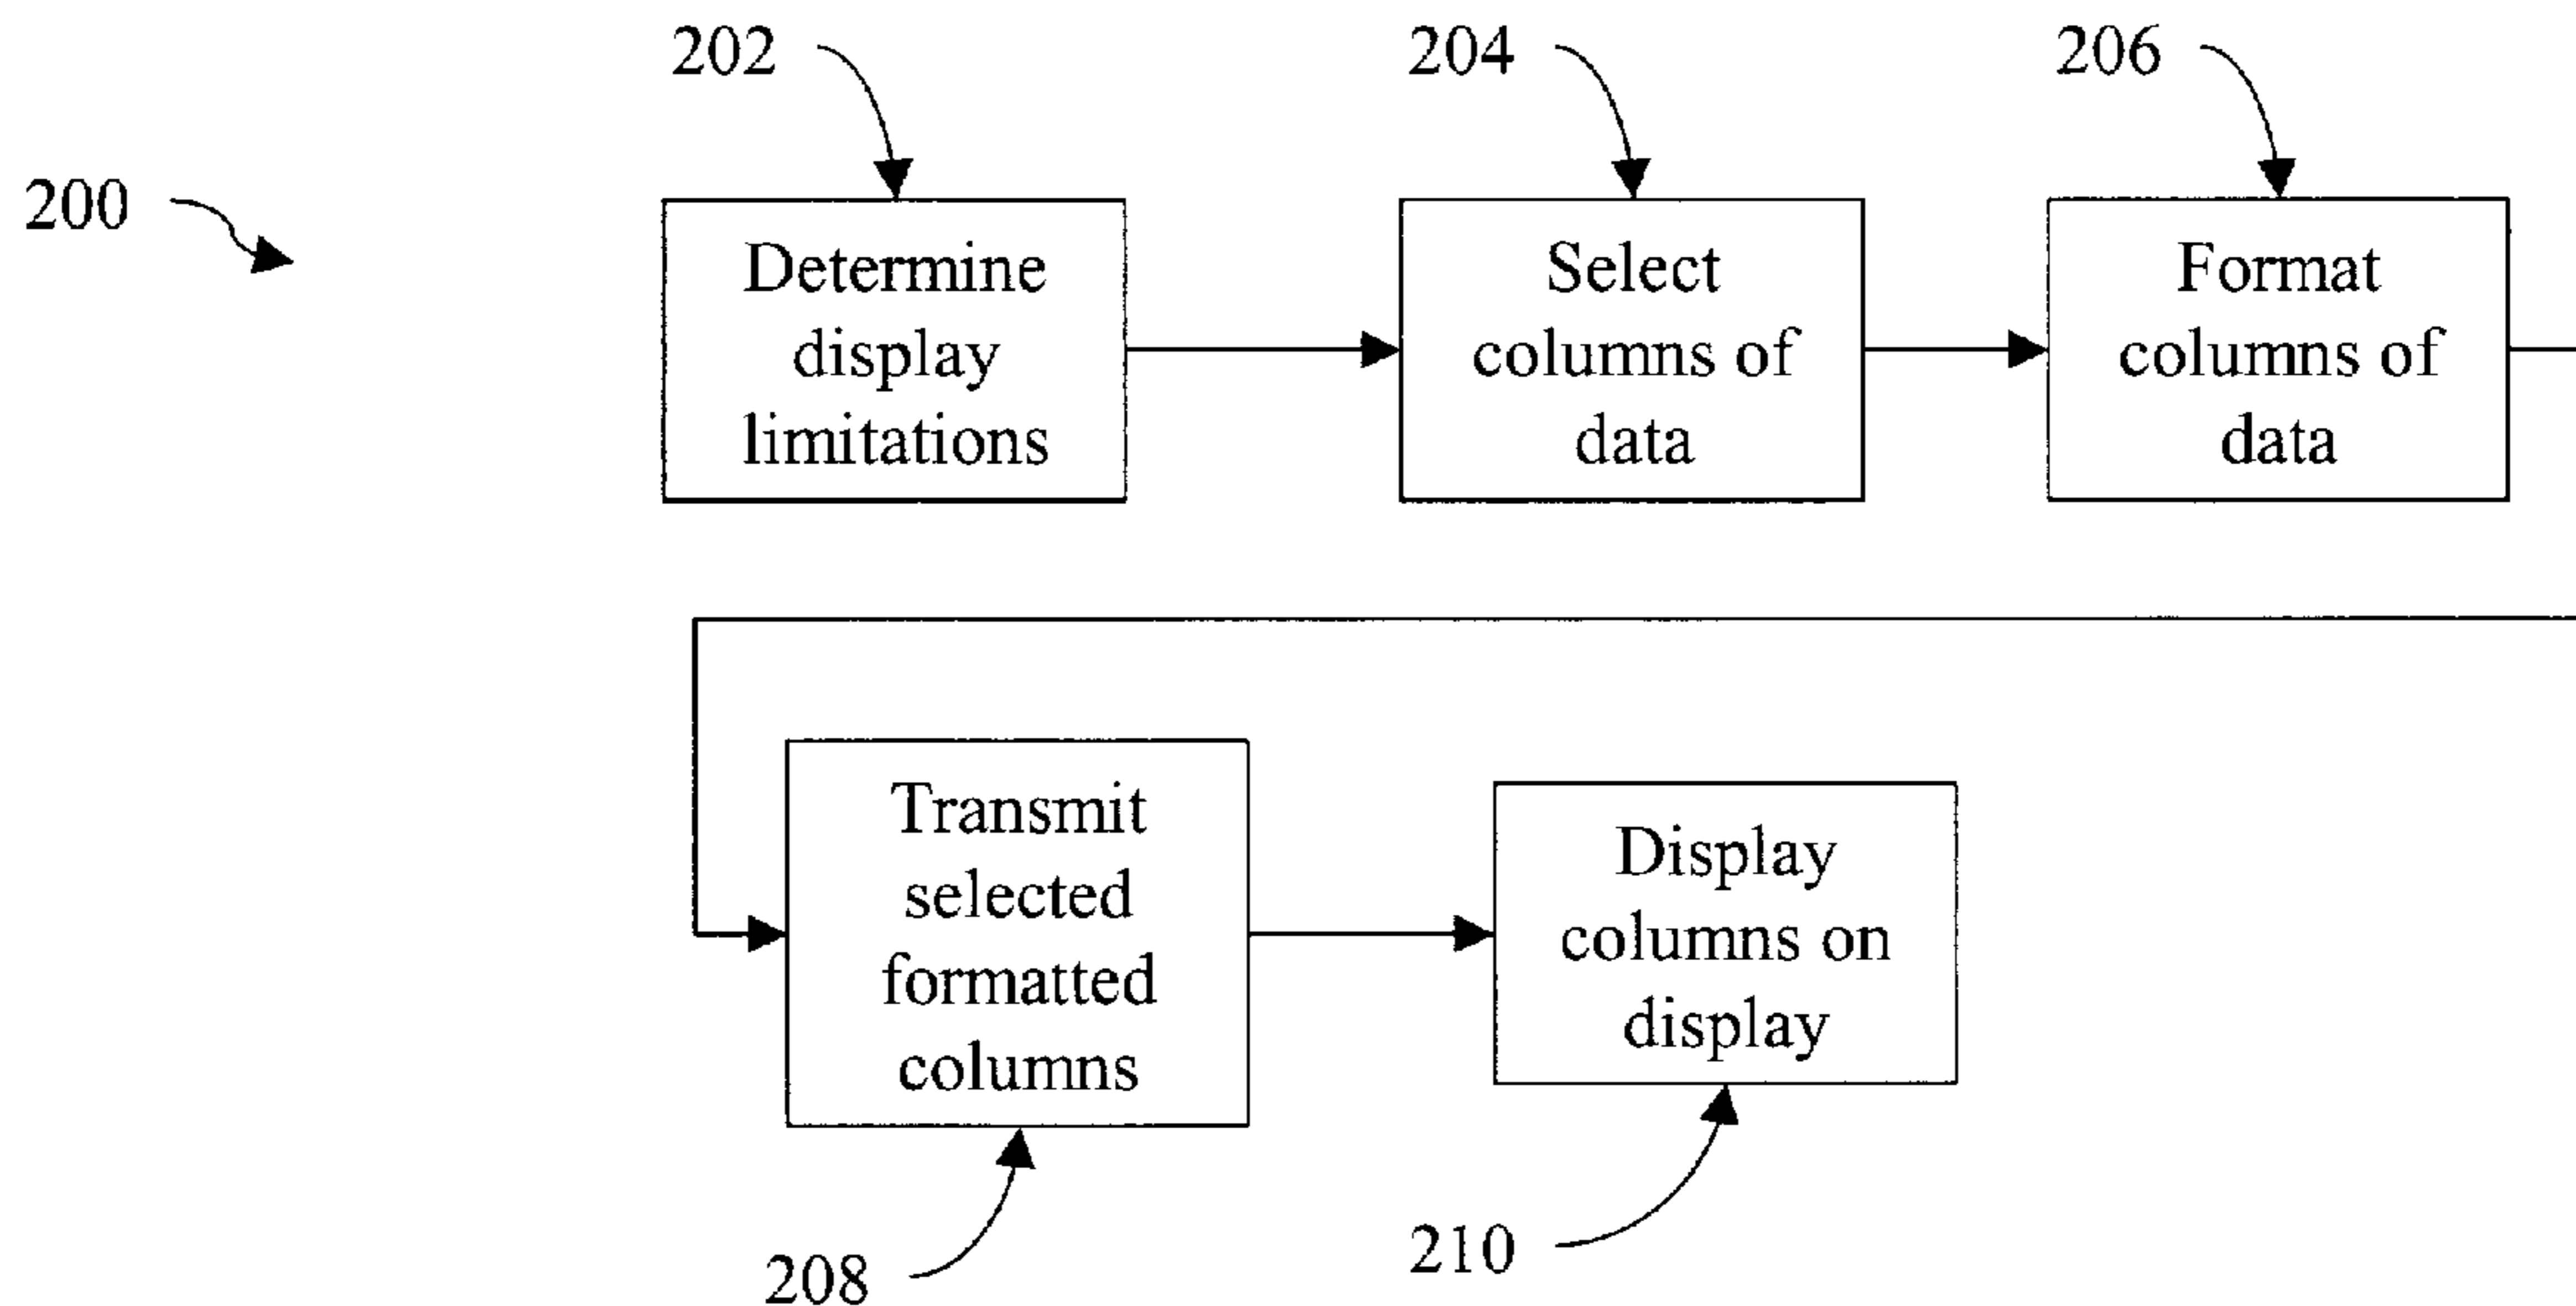 202
204
206
200
Determine
display
limitations
Select
columns of
data
Format
columns of
data
Transmit
selected
formatted
columns
Display
columns on
display
208
210